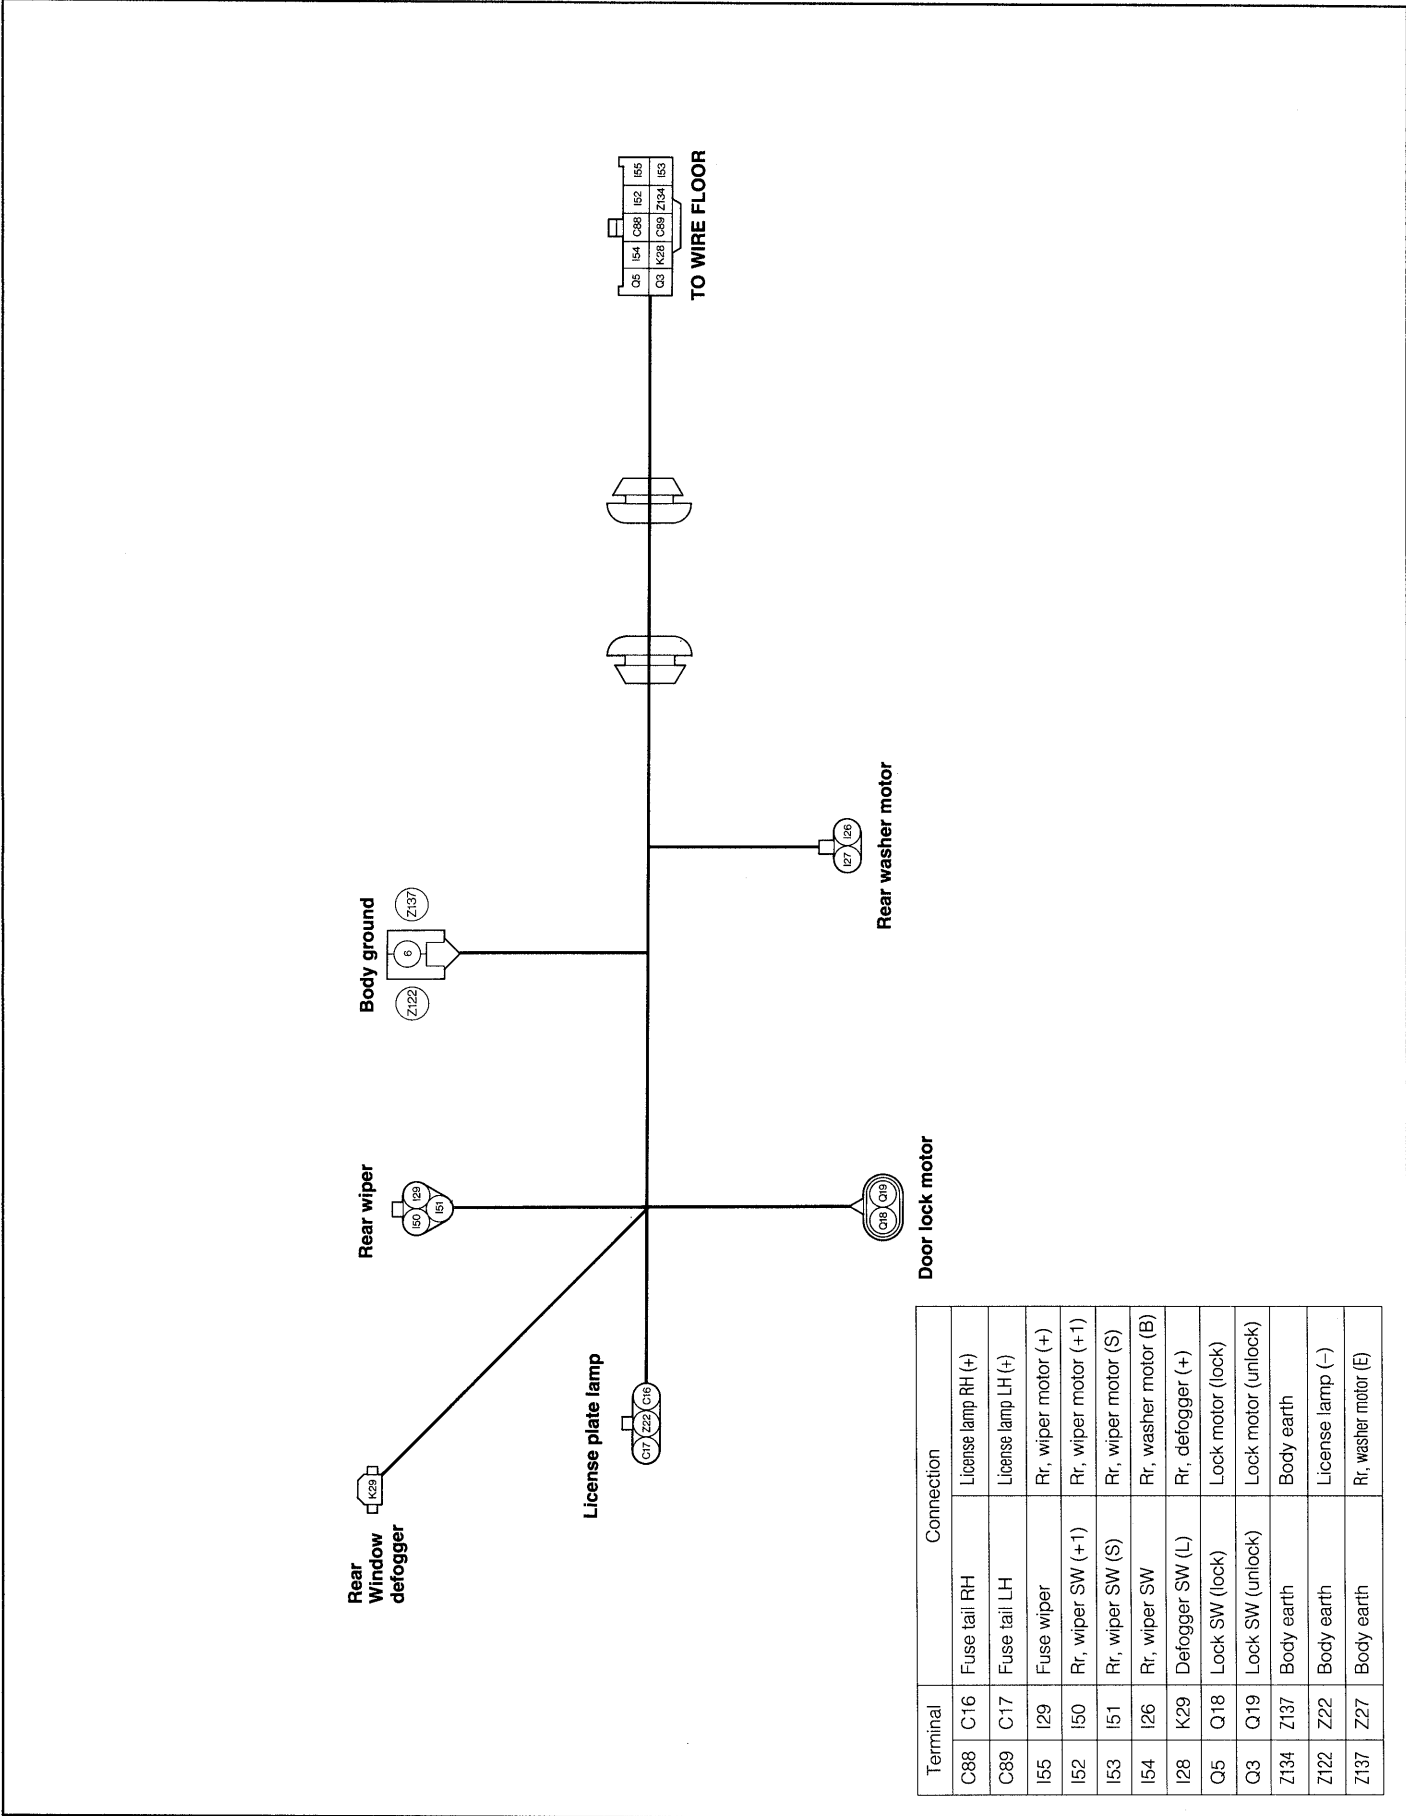 Rear
Window
defogger
K29
License plate lamp
C17 Z22 C16
Rear wiper
I50 I29
I51
Door lock motor
Q18 Q19
Body ground
Z122 6 Z137
Rear washer motor
I27 I26
Q5 I54 C88 I52 I55
Q3 K28 C89 Z134 I53
TO WIRE FLOOR
Terminal Connection
C88 C16 Fuse tail RH License lamp RH (+)
C89 C17 Fuse tail LH License lamp LH (+)
I55 I29 Fuse wiper Rr, wiper motor (+)
I52 I50 Rr, wiper SW (+1) Rr, wiper motor (+1)
I53 I51 Rr, wiper SW (S) Rr, wiper motor (S)
I54 I26 Rr, wiper SW Rr, washer motor (B)
I28 K29 Defogger SW (L) Rr, defogger (+)
Q5 Q18 Lock SW (lock) Lock motor (lock)
Q3 Q19 Lock SW (unlock) Lock motor (unlock)
Z134 Z137 Body earth Body earth
Z122 Z22 Body earth License lamp (−)
Z137 Z27 Body earth Rr, washer motor (E)